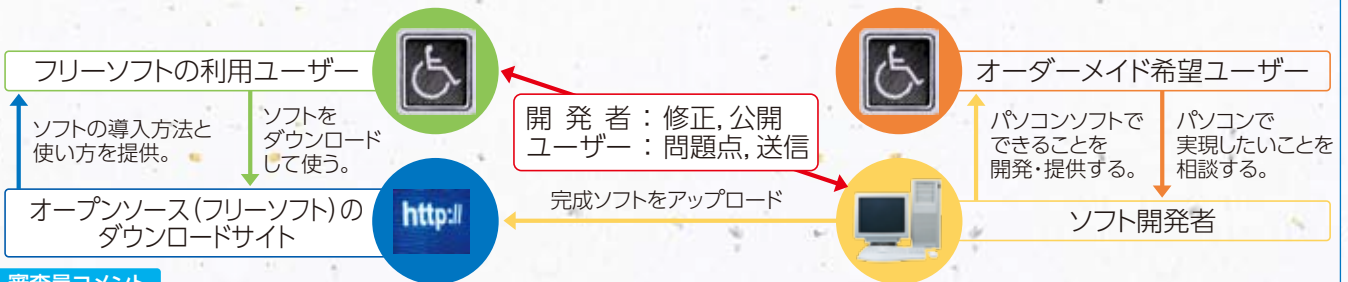 フリーソフトの利用ユーザー
ソフトの導入方法と
使い方を提供。
ソフトを
ダウンロード
して使う。
オープンソース(フリーソフト)の
ダウンロードサイト
http://
開発者：修正,公開
ユーザー：問題点,送信
完成ソフトをアップロード
オーダーメイド希望ユーザー
パソコンソフトで
できることを
開発・提供する。
パソコンで
実現したいことを
相談する。
ソフト開発者
審査員コメント